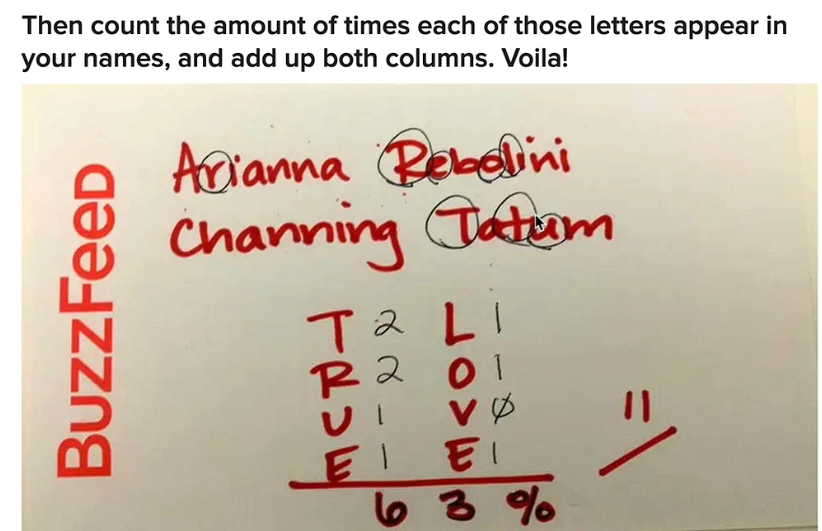 Then count the amount of times each of those letters appear in
your names, and add up both columns. Voila!
BuzzFeeD
Arianna Rebolini
Channing Tatum
T 2 L 1
R 2 O 1
U 1 V 0
E 1 E 1
6 3 %